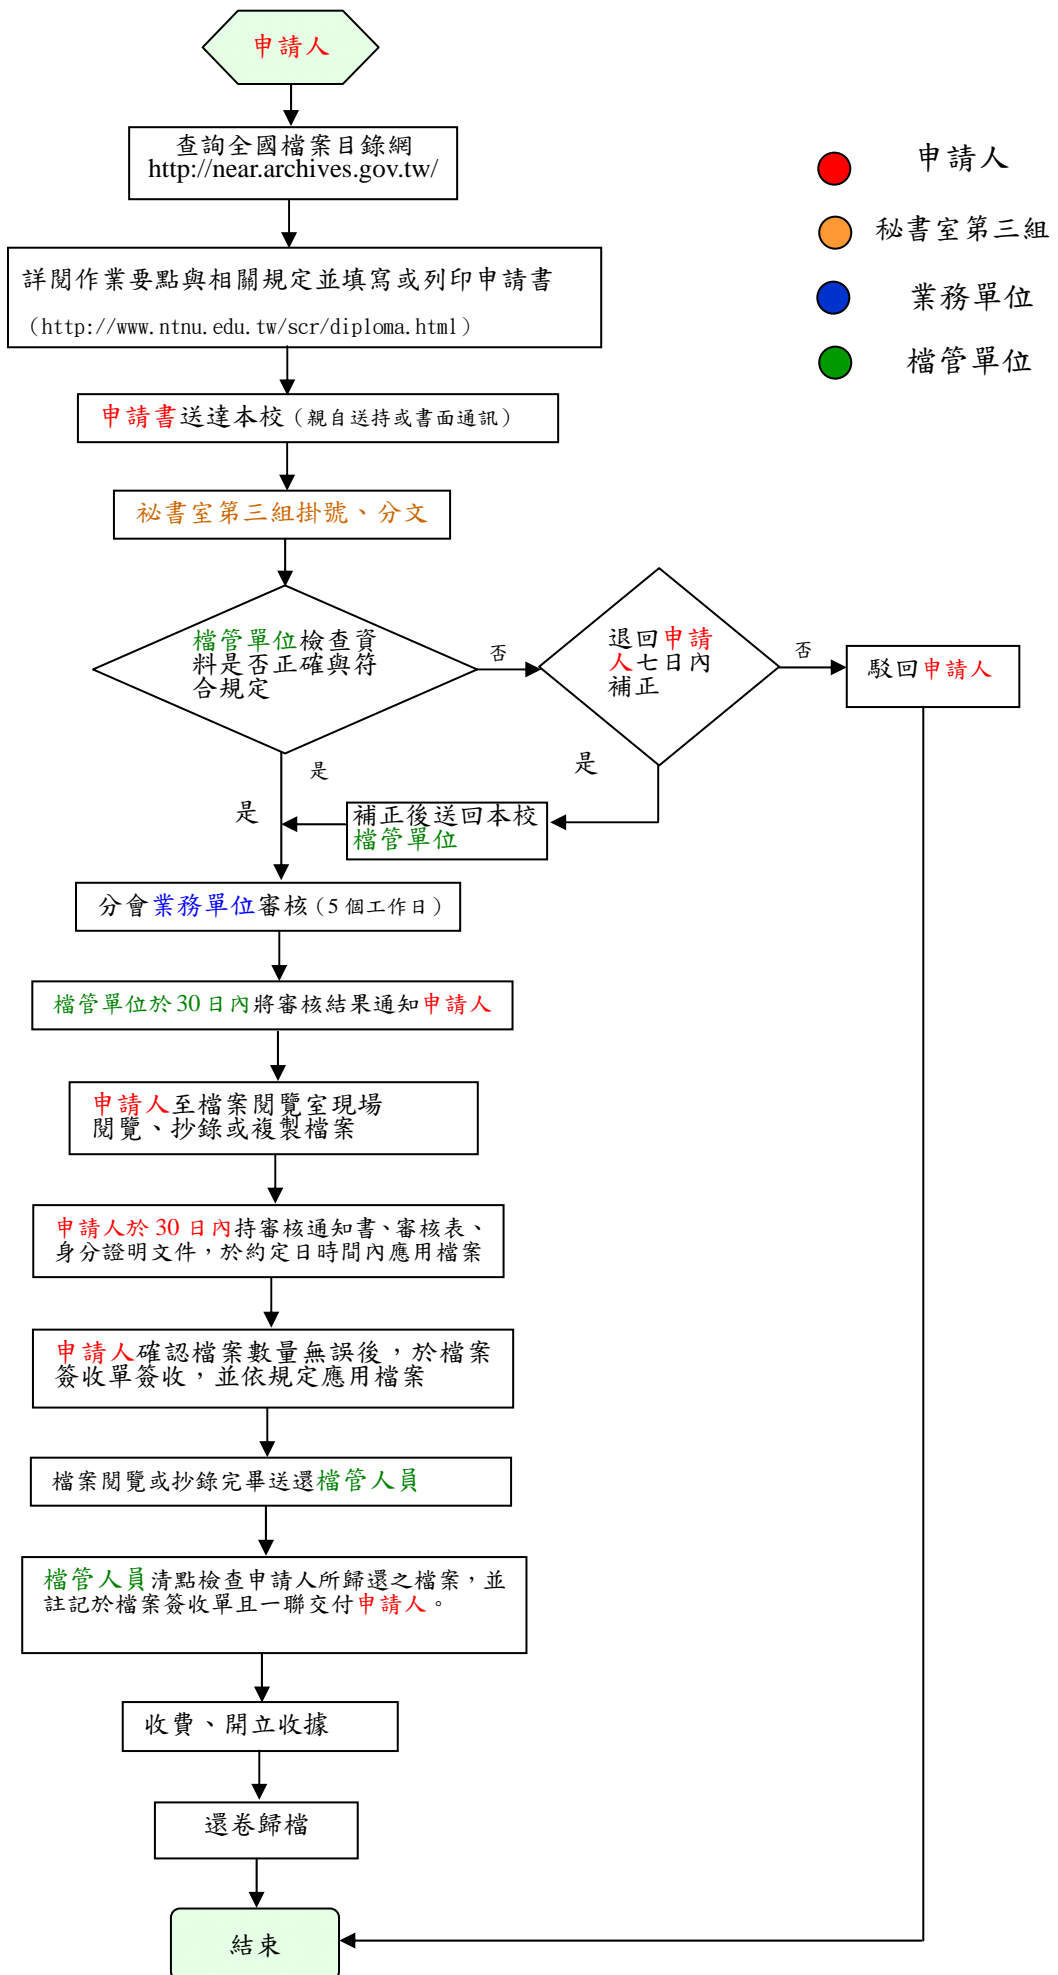 申請人
查詢全國檔案目錄網
http://near.archives.gov.tw/
申請人
秘書室第三組
業務單位
檔管單位
詳閱作業要點與相關規定並填寫或列印申請書
（http://www.ntnu.edu.tw/scr/diploma.html）
申請書送達本校（親自送持或書面通訊）
祕書室第三組掛號、分文
檔管單位檢查資
料是否正確與符
合規定
否
退回申請
人七日內
補正
否
駁回申請人
是
是
是
補正後送回本校
檔管單位
分會業務單位審核（5 個工作日）
檔管單位於 30 日內將審核結果通知申請人
申請人至檔案閱覽室現場
閱覽、抄錄或複製檔案
申請人於 30 日內持審核通知書、審核表、
身分證明文件，於約定日時間內應用檔案
申請人確認檔案數量無誤後，於檔案
簽收單簽收，並依規定應用檔案
檔案閱覽或抄錄完畢送還檔管人員
檔管人員清點檢查申請人所歸還之檔案，並
註記於檔案簽收單且一聯交付申請人。
收費、開立收據
還卷歸檔
結束